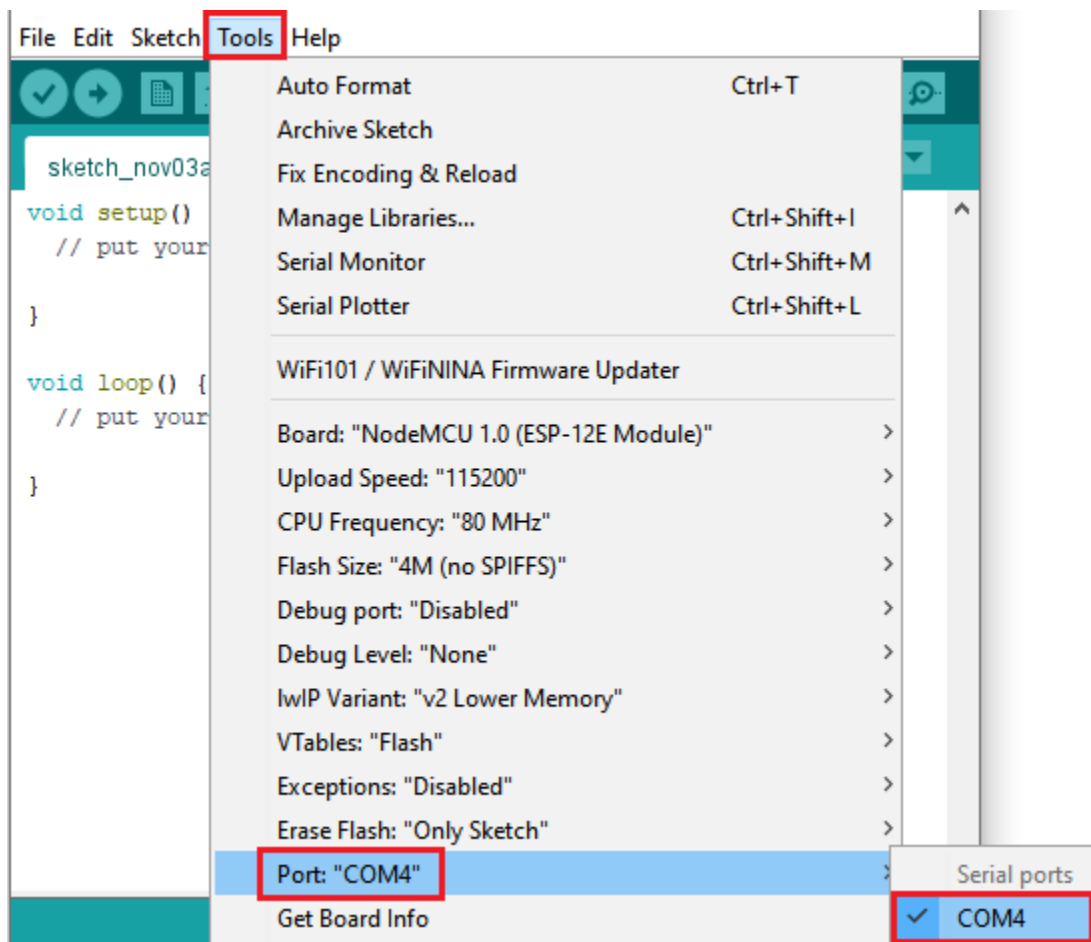 File Edit Sketch Tools Help
Auto Format Ctrl+T
Archive Sketch
sketch_nov03a
Fix Encoding & Reload
void setup()
Manage Libraries... Ctrl+Shift+I
// put your
Serial Monitor Ctrl+Shift+M
Serial Plotter Ctrl+Shift+L
}
WiFi101 / WiFiNINA Firmware Updater
void loop() {
// put your
Board: "NodeMCU 1.0 (ESP-12E Module)"
Upload Speed: "115200"
}
CPU Frequency: "80 MHz"
Flash Size: "4M (no SPIFFS)"
Debug port: "Disabled"
Debug Level: "None"
lwIP Variant: "v2 Lower Memory"
VTables: "Flash"
Exceptions: "Disabled"
Erase Flash: "Only Sketch"
Port: "COM4"
Serial ports
Get Board Info
COM4